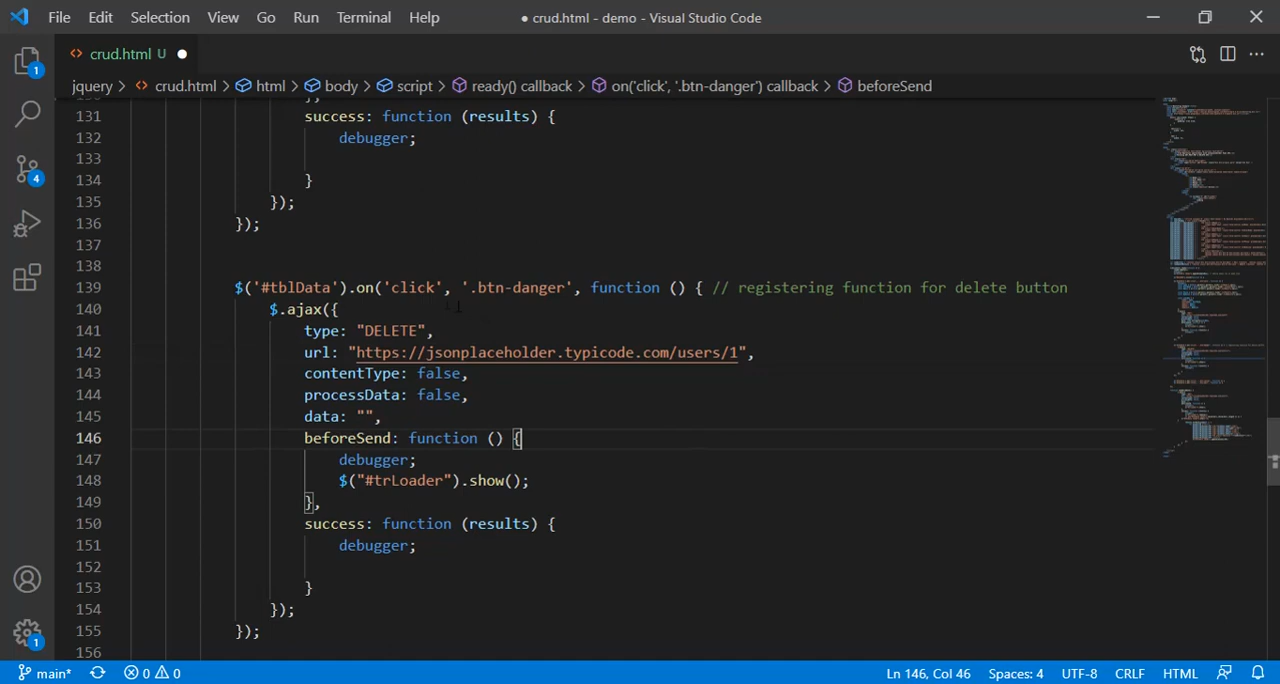 File Edit Selection View Go Run Terminal Help ● crud.html - demo - Visual Studio Code
crud.html U ●
jquery > crud.html > html > body > script > ready() callback > on('click', '.btn-danger') callback > beforeSend
131 success: function (results) {
132 debugger;
133
134 }
135 });
136 });
137
138
139 $('#tblData').on('click', '.btn-danger', function () { // registering function for delete button
140 $.ajax({
141 type: "DELETE",
142 url: "https://jsonplaceholder.typicode.com/users/1",
143 contentType: false,
144 processData: false,
145 data: "",
146 beforeSend: function () {
147 debugger;
148 $("#trLoader").show();
149 },
150 success: function (results) {
151 debugger;
152
153 }
154 });
155 });
156
1
4
1
main* 0 0 Ln 146, Col 46 Spaces: 4 UTF-8 CRLF HTML